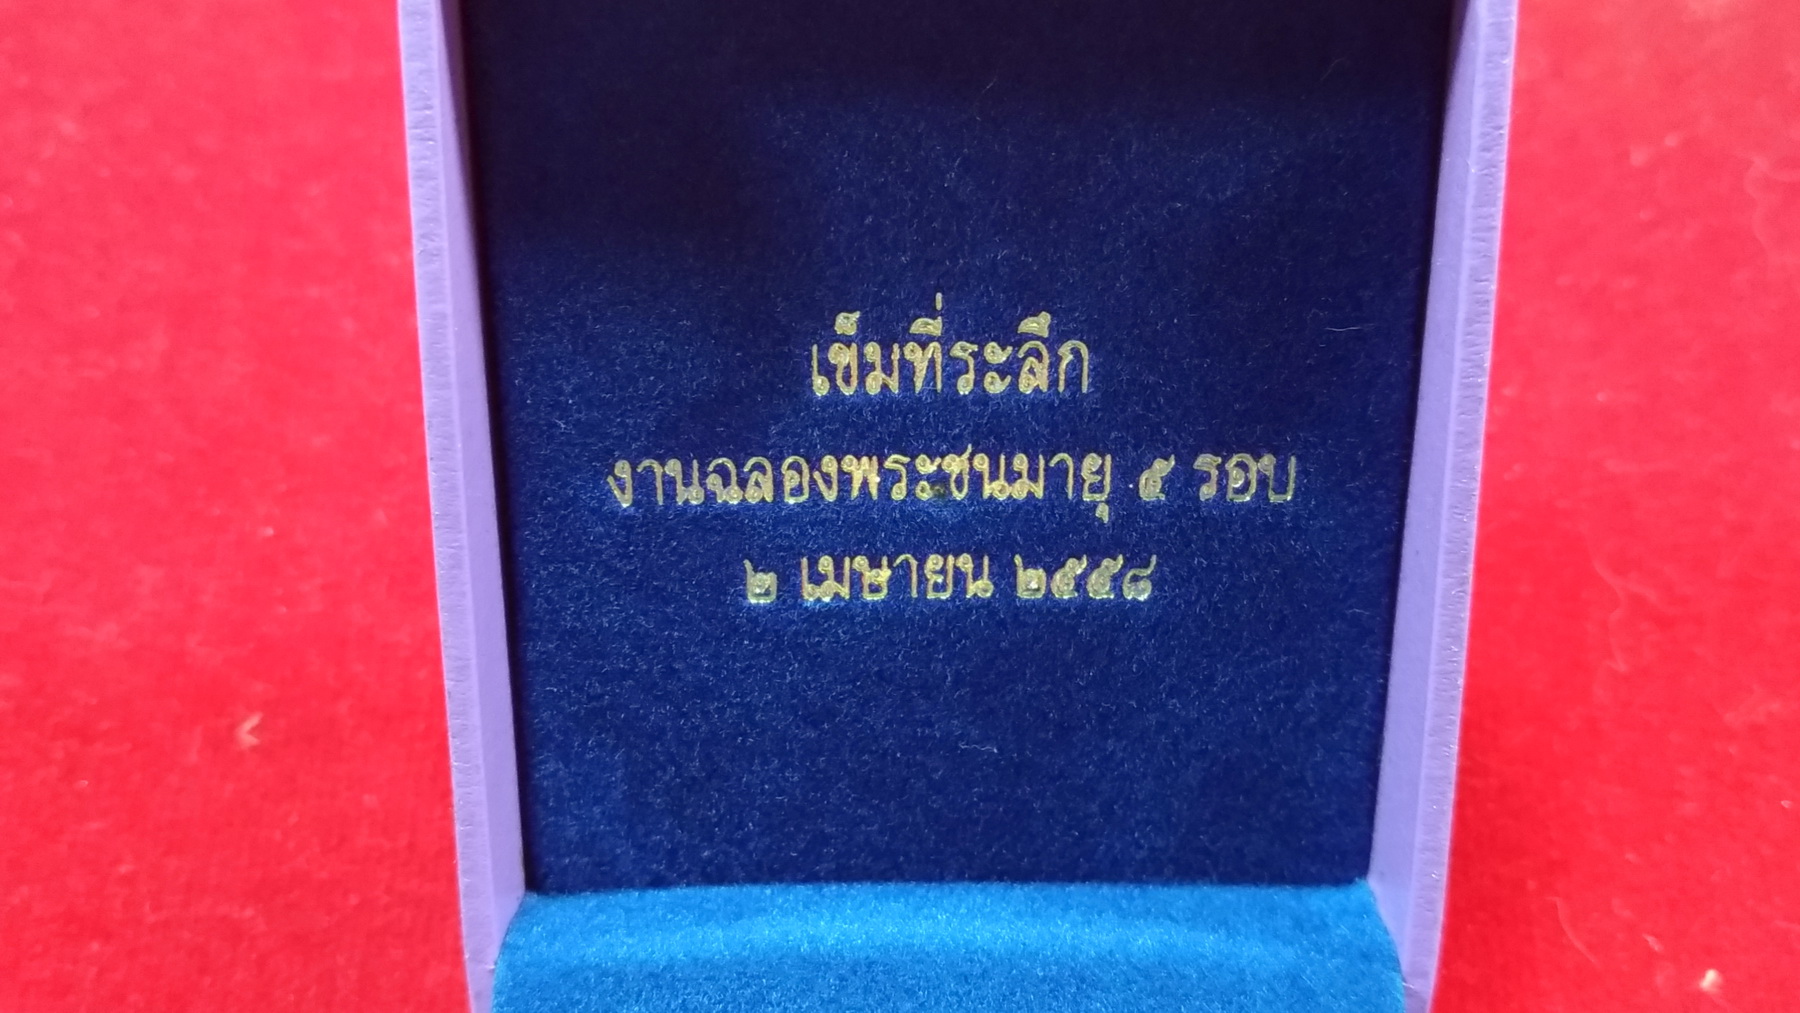 เข็มที่ระลึก
งานฉลองพระชนมายุ ๕ รอบ
๒ เมษายน ๒๕๕๘